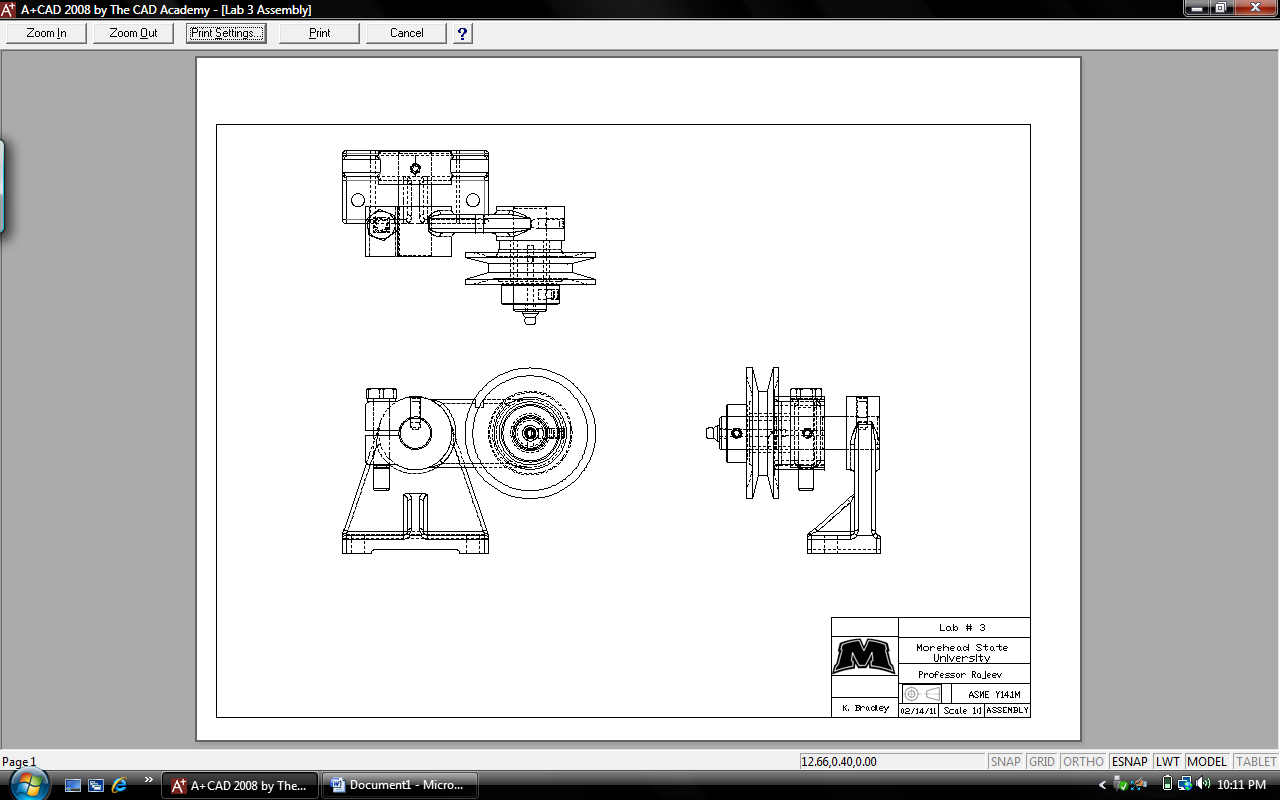 A+CAD 2008 by The CAD Academy - [Lab 3 Assembly]
Zoom In Zoom Out Print Settings... Print Cancel ?
Lab # 3
Morehead State
University
Professor Rajeev
ASME Y14.1M
K. Bradley 02/14/11 Scale 1:1 ASSEMBLY
Page 1 12.66,0.40,0.00 SNAP GRID ORTHO ESNAP LWT MODEL TABLET
A+CAD 2008 by The... Document1 - Micro... 10:11 PM